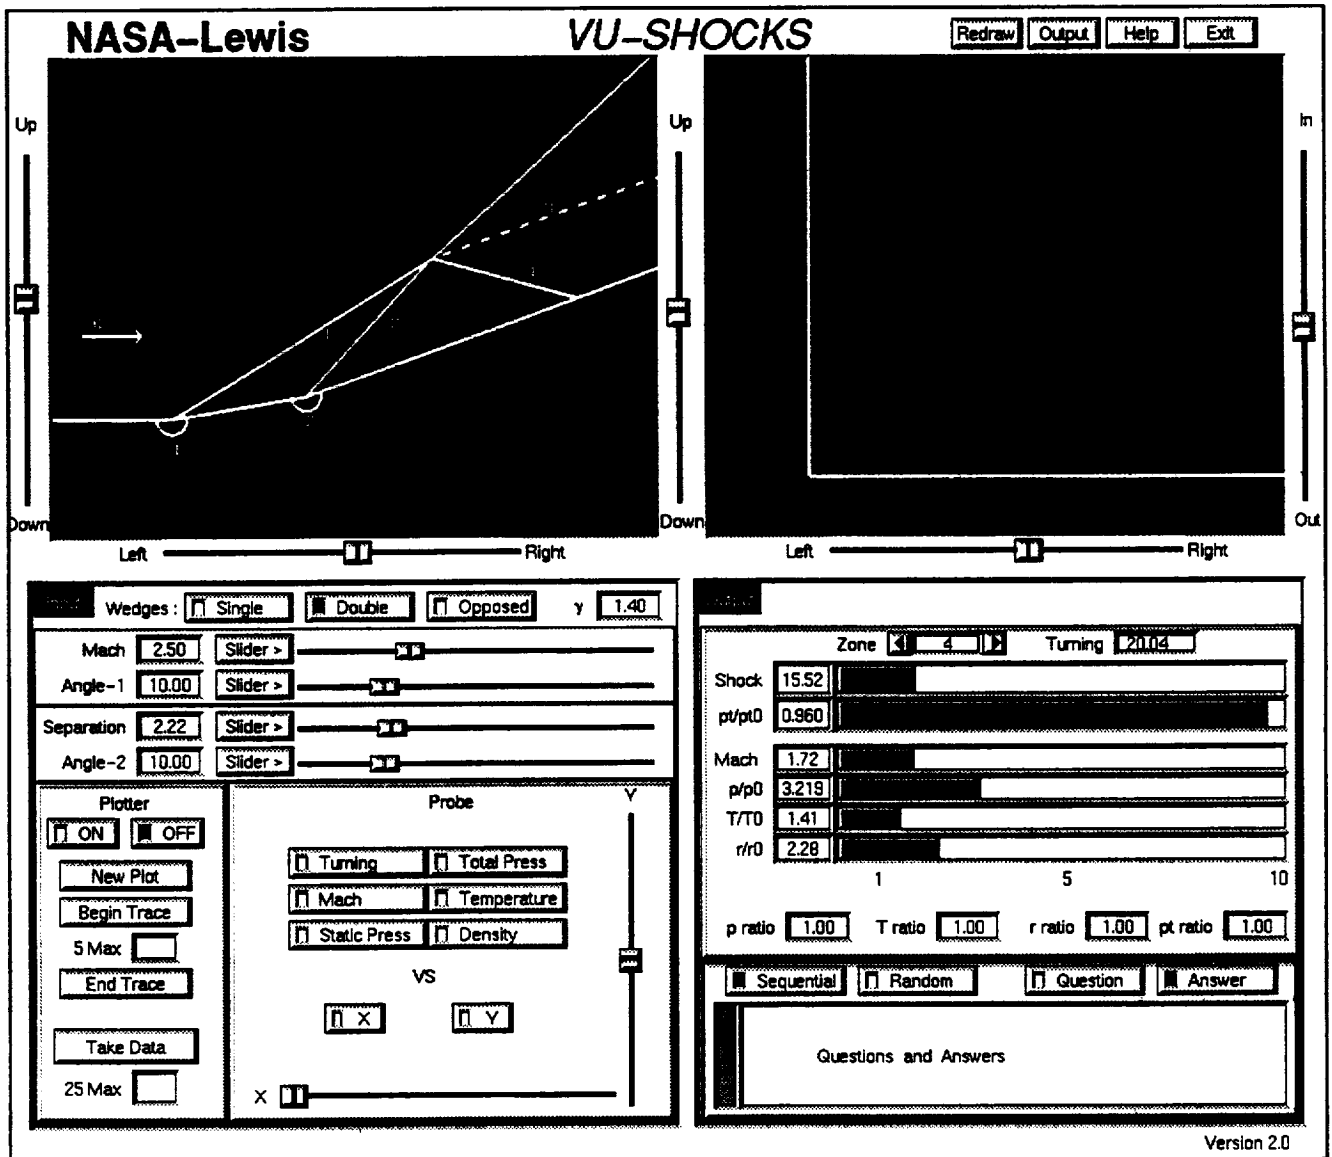 NASA-Lewis VU-SHOCKS Redraw Output Help Exit
Up Up In
Down Down Out
Left Right Left Right
Wedges : Single Double Opposed γ 1.40
Mach 2.50 Slider >
Angle-1 10.00 Slider >
Separation 2.22 Slider >
Angle-2 10.00 Slider >
Plotter
ON OFF
New Plot
Begin Trace
5 Max
End Trace
Take Data
25 Max
Probe Y
Turning Total Press
Mach Temperature
Static Press Density
VS
X Y
X
Zone 4 Turning 20.04
Shock 15.52
pt/pt0 0.960
Mach 1.72
p/p0 3.219
T/T0 1.41
r/r0 2.28
1 5 10
p ratio 1.00 T ratio 1.00 r ratio 1.00 pt ratio 1.00
Sequential Random Question Answer
Questions and Answers
Version 2.0